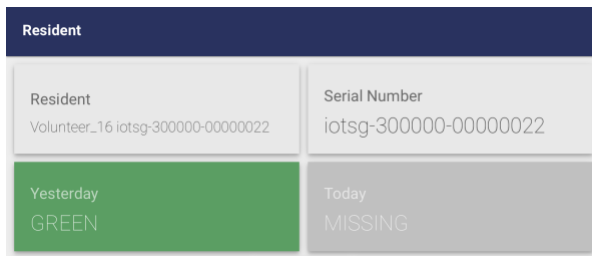 Resident
Resident
Volunteer_16 iotsg-300000-00000022
Serial Number
iotsg-300000-00000022
Yesterday
GREEN
Today
MISSING